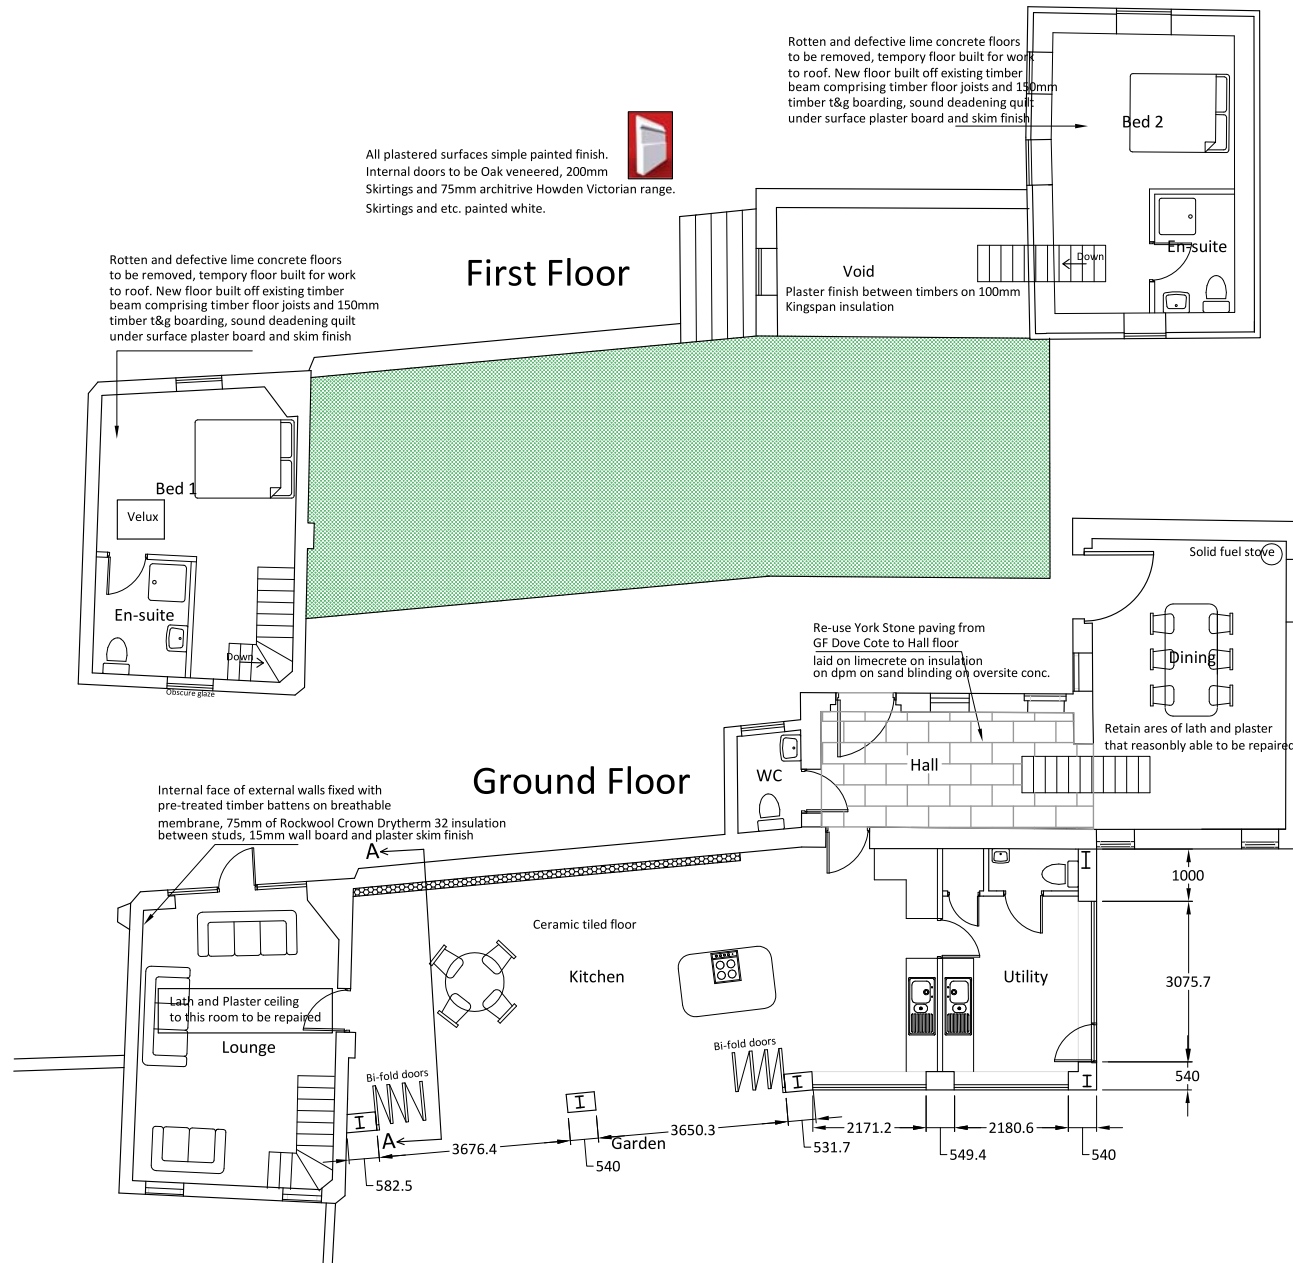 Rotten and defective lime concrete floors
to be removed, tempory floor built for work
to roof. New floor built off existing timber
beam comprising timber floor joists and 150mm
timber t&g boarding, sound deadening quilt
under surface plaster board and skim finish
Bed 2
En-suite
Down
All plastered surfaces simple painted finish.
Internal doors to be Oak veneered, 200mm
Skirtings and 75mm architrive Howden Victorian range.
Skirtings and etc. painted white.
First Floor
Void
Plaster finish between timbers on 100mm
Kingspan insulation
Rotten and defective lime concrete floors
to be removed, tempory floor built for work
to roof. New floor built off existing timber
beam comprising timber floor joists and 150mm
timber t&g boarding, sound deadening quilt
under surface plaster board and skim finish
Bed 1
Velux
En-suite
Down
Obscure glaze
Solid fuel stove
Dining
Retain ares of lath and plaster
that reasonbly able to be repaired
Re-use York Stone paving from
GF Dove Cote to Hall floor
laid on limecrete on insulation
on dpm on sand blinding on oversite conc.
Hall
WC
Ground Floor
Internal face of external walls fixed with
pre-treated timber battens on breathable
membrane, 75mm of Rockwool Crown Drytherm 32 insulation
between studs, 15mm wall board and plaster skim finish
A
Ceramic tiled floor
Kitchen
Utility
1000
3075.7
540
Lath and Plaster ceiling
to this room to be repaired
Lounge
Bi-fold doors
Bi-fold doors
I
I
I
I
I
A
Garden
582.5
3676.4
540
3650.3
531.7
2171.2
549.4
2180.6
540